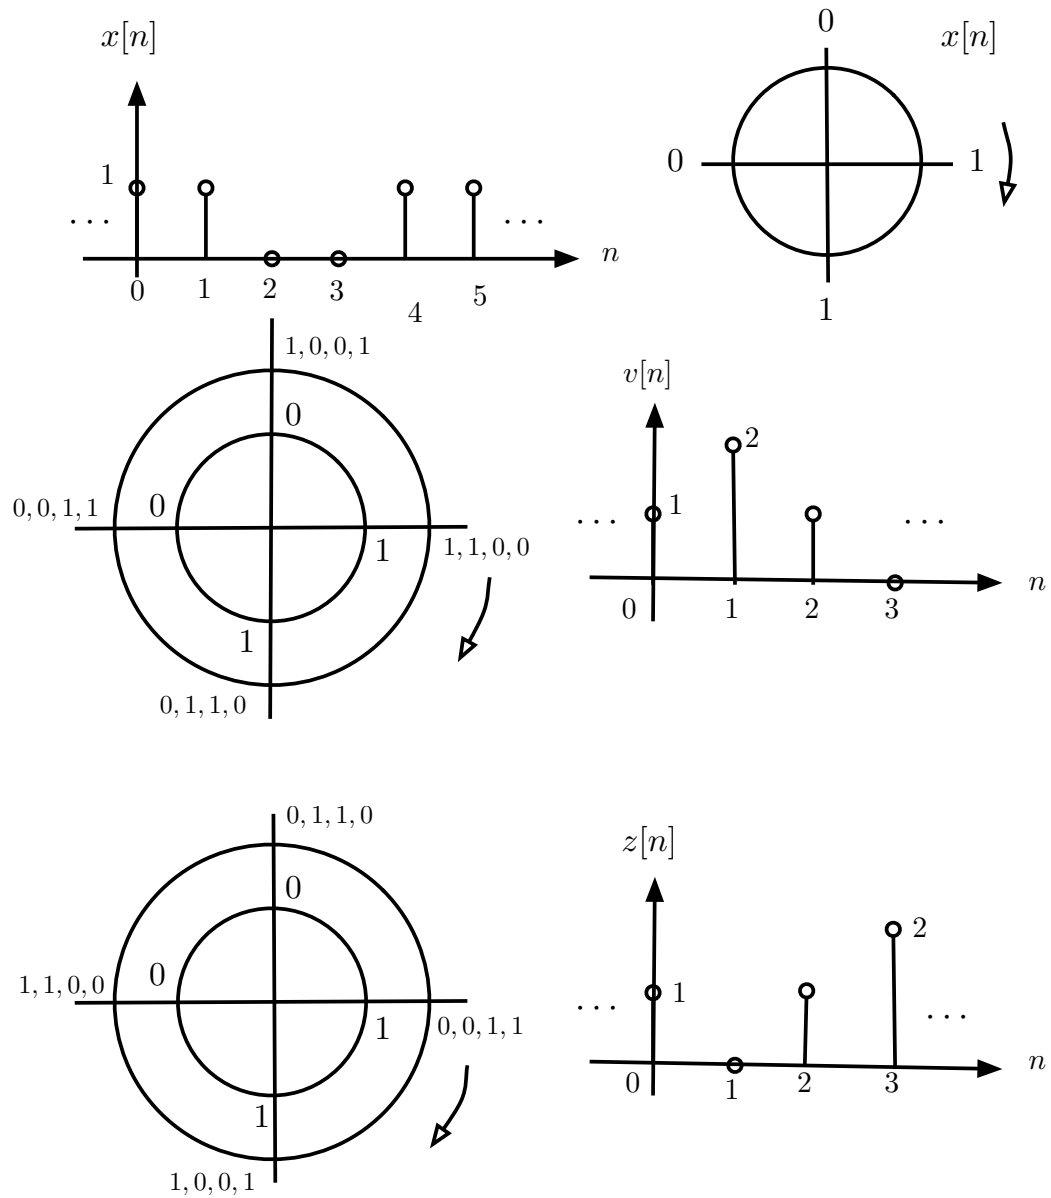 x[n]
1
. . .
. . .
n
0 1 2 3 4 5
0
x[n]
0
1
1
1, 0, 0, 1
0
0, 0, 1, 1
0
1
1, 1, 0, 0
1
0, 1, 1, 0
v[n]
2
1
. . .
. . .
n
0 1 2 3
0, 1, 1, 0
0
1, 1, 0, 0
0
1
0, 0, 1, 1
1
1, 0, 0, 1
z[n]
2
1
. . .
. . .
n
0 1 2 3